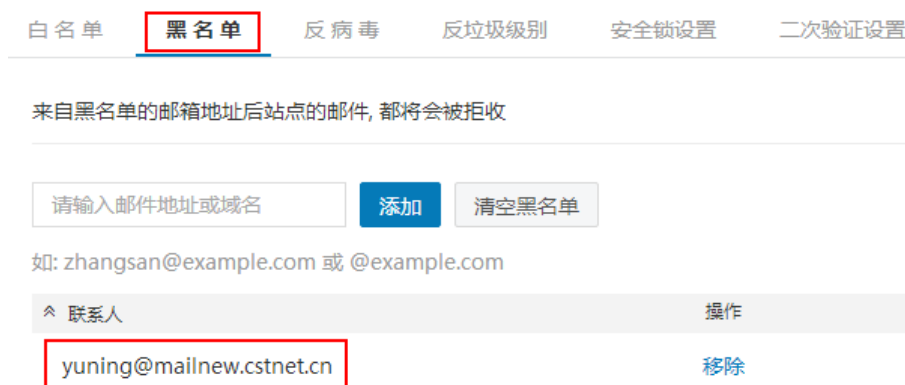 白名单 黑名单 反病毒 反垃圾级别 安全锁设置 二次验证设置
来自黑名单的邮箱地址后站点的邮件, 都将会被拒收
请输入邮件地址或域名 添加 清空黑名单
如: zhangsan@example.com 或 @example.com
联系人 操作
yuning@mailnew.cstnet.cn 移除